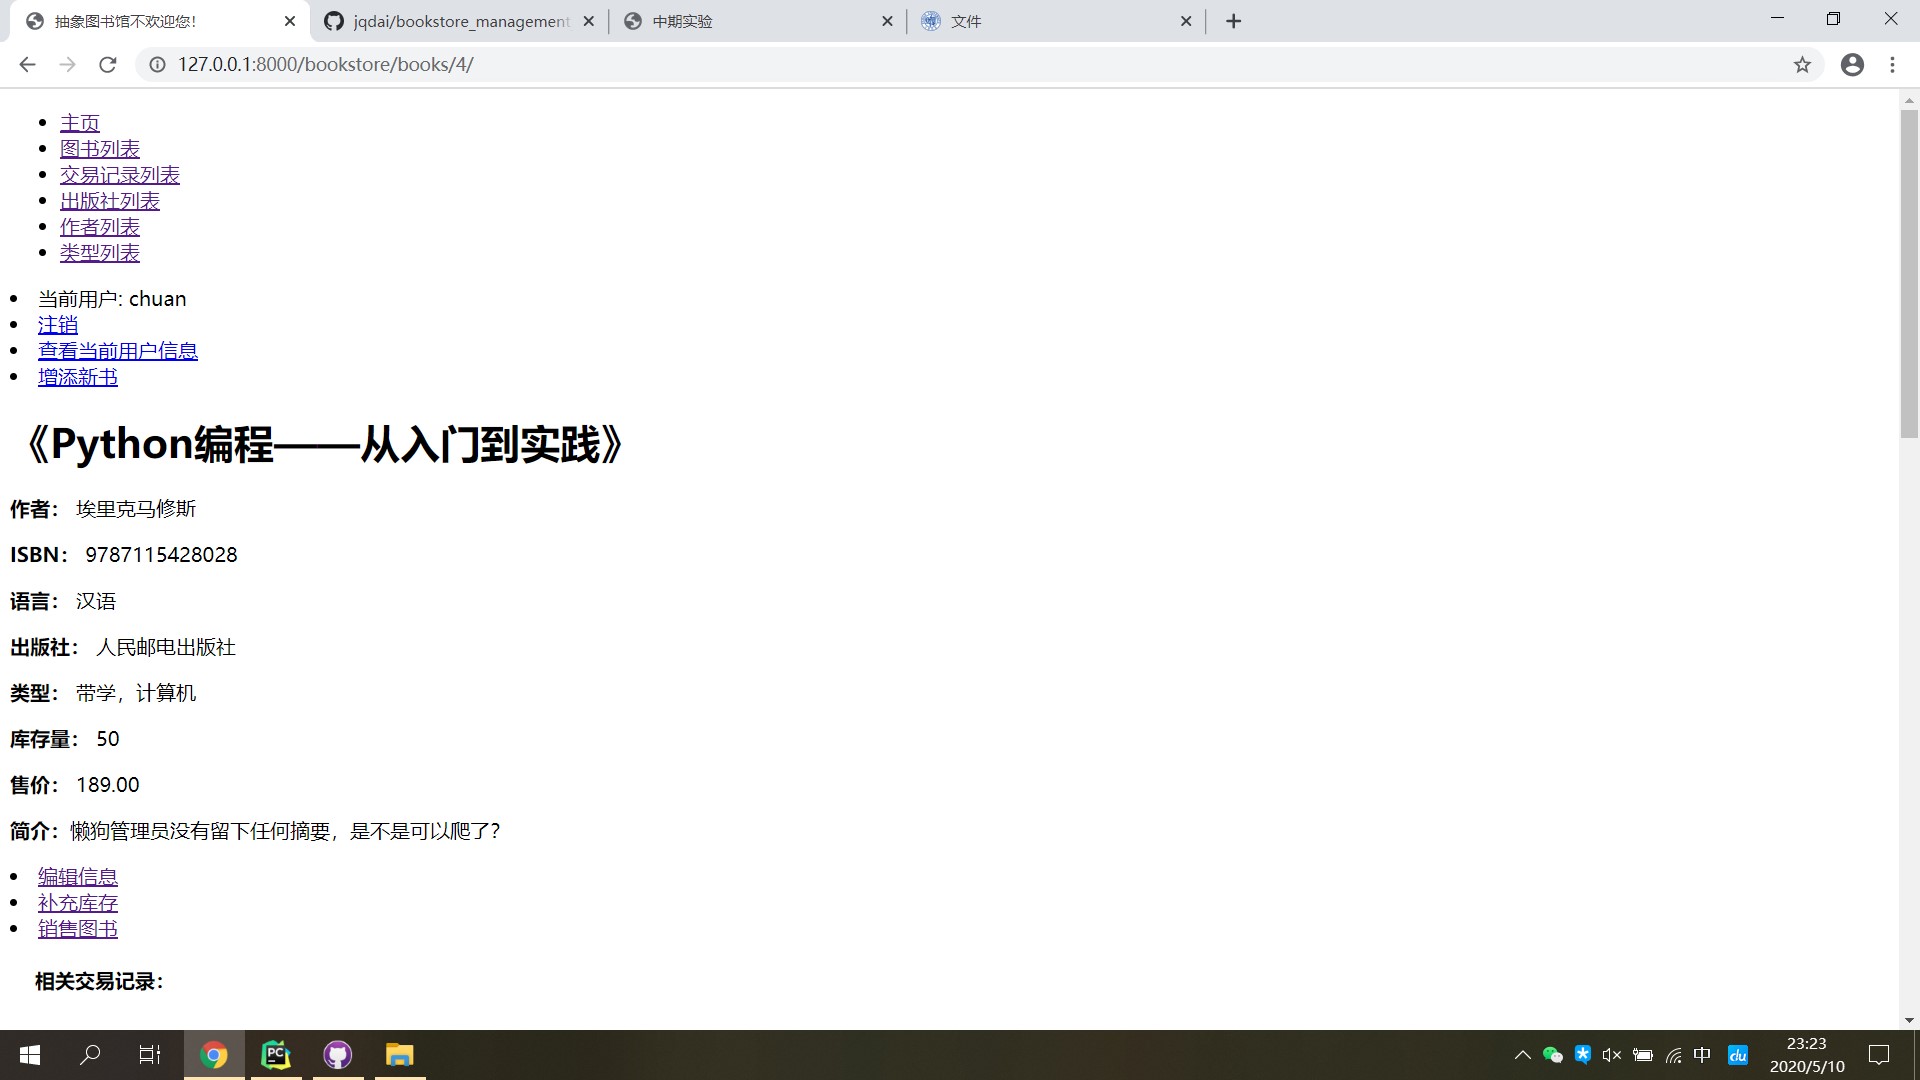 抽象图书馆不欢迎您！
jqdai/bookstore_management
中期实验
文件
127.0.0.1:8000/bookstore/books/4/
主页
图书列表
交易记录列表
出版社列表
作者列表
类型列表
当前用户: chuan
注销
查看当前用户信息
增添新书
《Python编程——从入门到实践》
作者： 埃里克马修斯
ISBN： 9787115428028
语言： 汉语
出版社： 人民邮电出版社
类型： 带学，计算机
库存量： 50
售价： 189.00
简介：懒狗管理员没有留下任何摘要，是不是可以爬了？
编辑信息
补充库存
销售图书
相关交易记录：
PC
中
du
23:23
2020/5/10